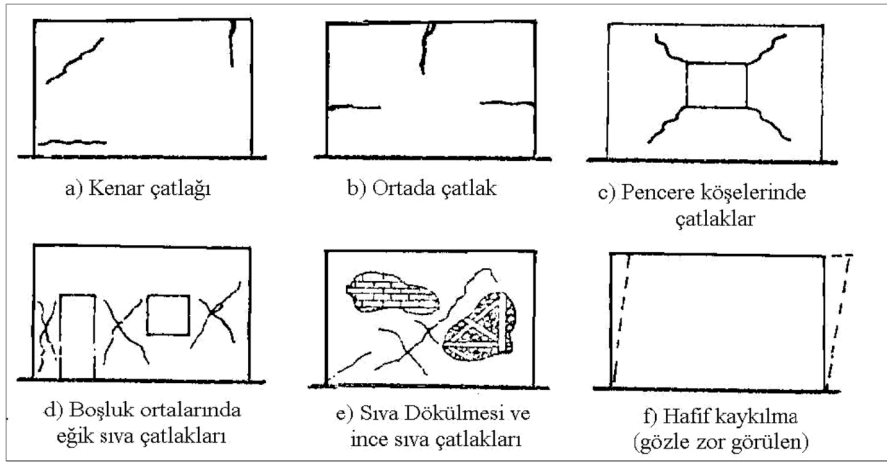 a) Kenar çatlağı
b) Ortada çatlak
c) Pencere köşelerinde
çatlaklar
d) Boşluk ortalarında
eğik sıva çatlakları
e) Sıva Dökülmesi ve
ince sıva çatlakları
f) Hafif kaykılma
(gözle zor görülen)